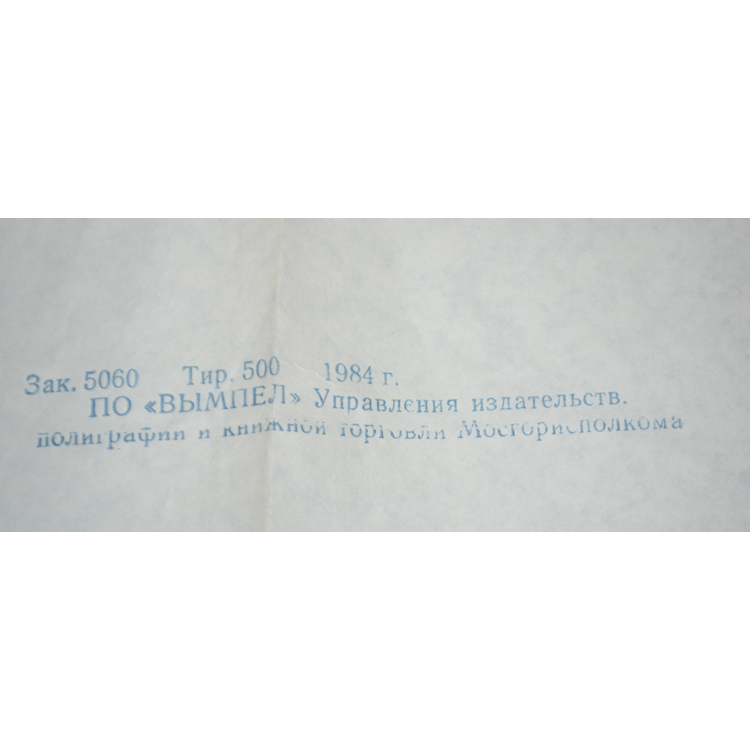 Зак. 5060 Тир. 500 1984 г.
ПО «ВЫМПЕЛ» Управления издательств.
полиграфии и книжной торговли Мосгорисполкома